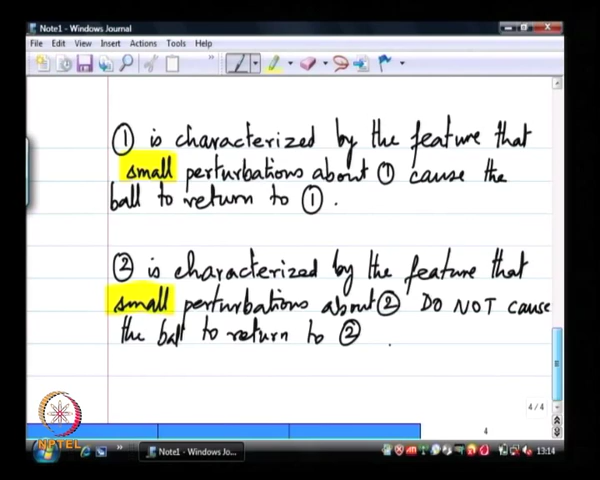 Note1 - Windows Journal
File Edit View Insert Actions Tools Help
① is characterized by the feature that
small perturbations about ① cause the
ball to return to ① .
② is characterized by the feature that
small perturbations about ② DO NOT cause
the ball to return to ② .
4 / 4
4
NPTEL
Note1 - Windows Jou...
13:14